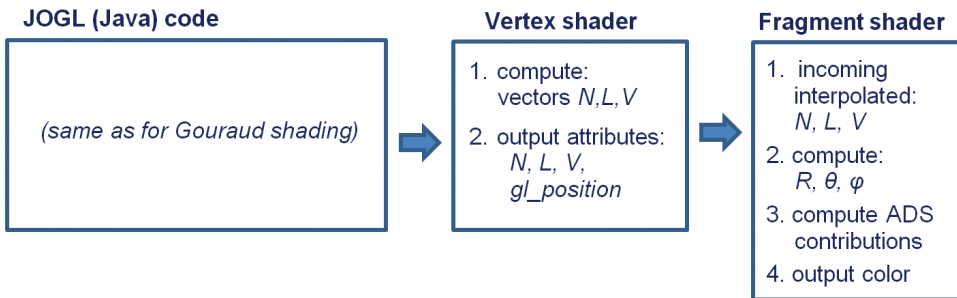 JOGL (Java) code
(same as for Gouraud shading)
Vertex shader
1. compute:
vectors N,L,V
2. output attributes:
N, L, V,
gl_position
Fragment shader
1. incoming
interpolated:
N, L, V
2. compute:
R, θ, φ
3. compute ADS
contributions
4. output color